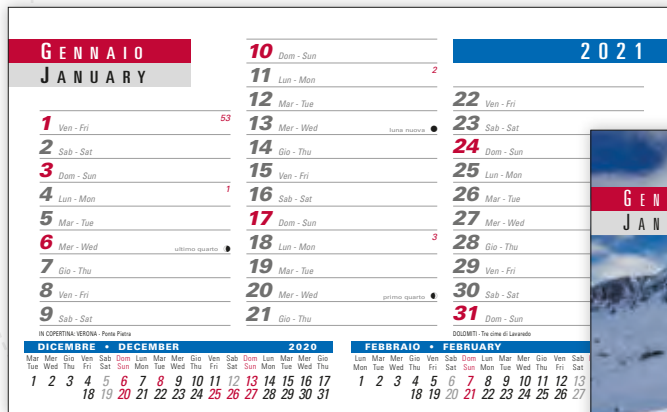 GENNAIO
JANUARY
1 Ven - Fri 53
2 Sab - Sat
3 Dom - Sun
4 Lun - Mon 1
5 Mar - Tue
6 Mer - Wed ultimo quarto
7 Gio - Thu
8 Ven - Fri
9 Sab - Sat
10 Dom - Sun
11 Lun - Mon 2
12 Mar - Tue
13 Mer - Wed luna nuova
14 Gio - Thu
15 Ven - Fri
16 Sab - Sat
17 Dom - Sun
18 Lun - Mon 3
19 Mar - Tue
20 Mer - Wed primo quarto
21 Gio - Thu
2021
22 Ven - Fri
23 Sab - Sat
24 Dom - Sun
25 Lun - Mon
26 Mar - Tue
27 Mer - Wed
28 Gio - Thu
29 Ven - Fri
30 Sab - Sat
31 Dom - Sun
IN COPERTINA: VERONA - Ponte Pietra
DICEMBRE • DECEMBER 2020
Mar Mer Gio Ven Sab Dom Lun Mar Mer Gio Ven Sab Dom Lun Mar Mer Gio
Tue Wed Thu Fri Sat Sun Mon Tue Wed Thu Fri Sat Sun Mon Tue Wed Thu
1 2 3 4 5 6 7 8 9 10 11 12 13 14 15 16 17
18 19 20 21 22 23 24 25 26 27 28 29 30 31
DOLOMITI - Tre cime di Lavaredo
FEBBRAIO • FEBRUARY
Lun Mar Mer Gio Ven Sab Dom Lun Mar Mer Gio Ven Sab
Mon Tue Wed Thu Fri Sat Sun Mon Tue Wed Thu Fri Sat
1 2 3 4 5 6 7 8 9 10 11 12 13
18 19 20 21 22 23 24 25 26 27
GEN
JAN